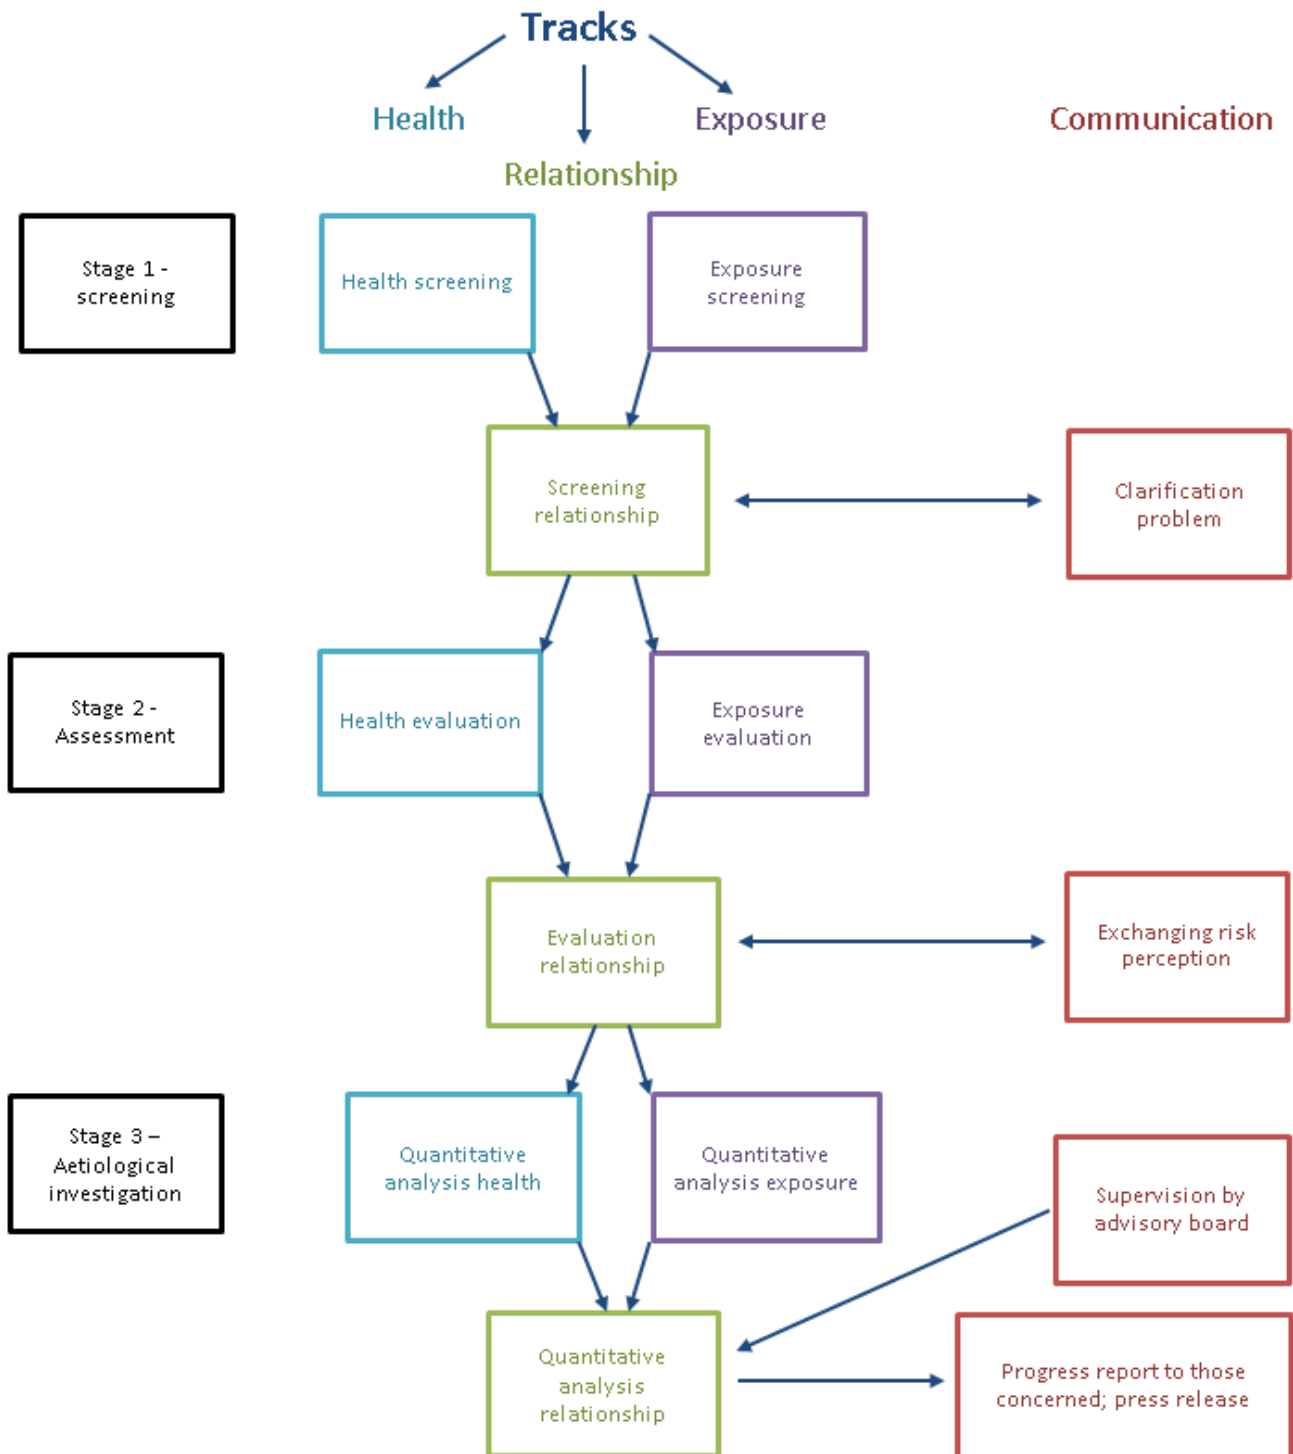 Tracks
Health
Exposure
Communication
Relationship
Stage 1 -
screening
Health screening
Exposure
screening
Screening
relationship
Clarification
problem
Stage 2 -
Assessment
Health evaluation
Exposure
evaluation
Evaluation
relationship
Exchanging risk
perception
Stage 3 –
Aetiological
investigation
Quantitative
analysis health
Quantitative
analysis exposure
Supervision by
advisory board
Quantitative
analysis
relationship
Progress report to those
concerned; press release